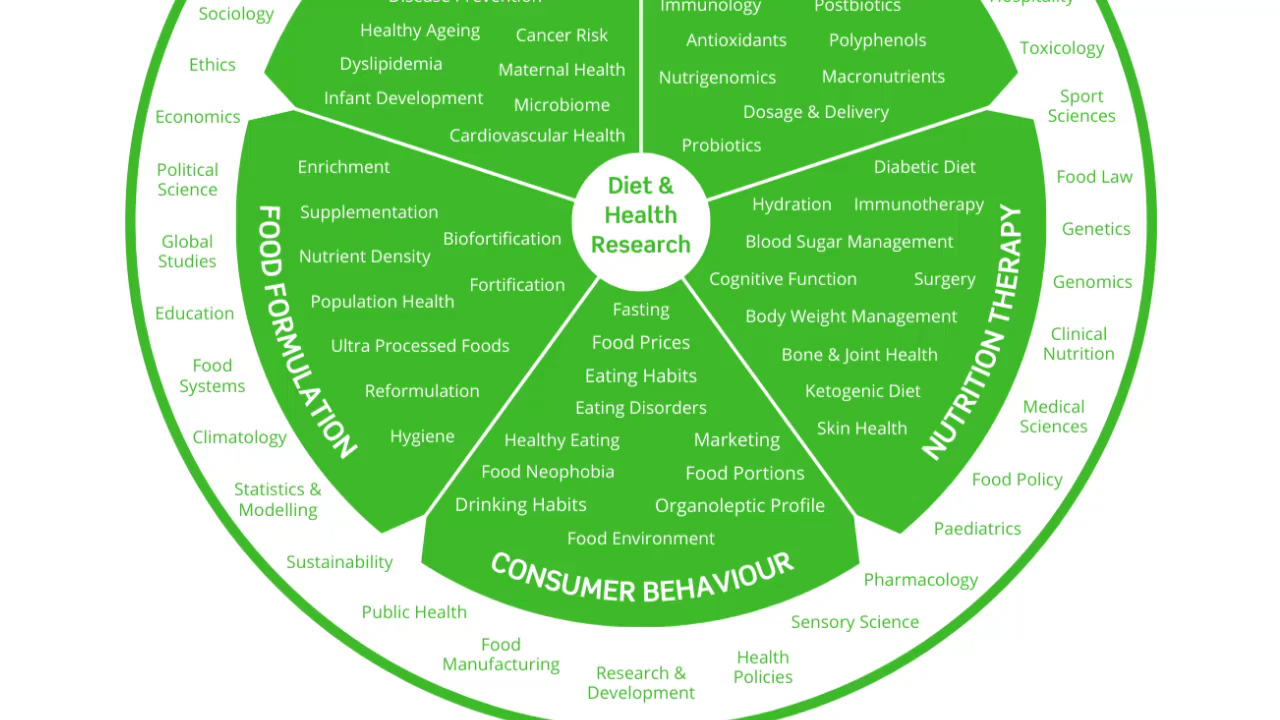 Disease Prevention
Healthy Ageing
Cancer Risk
Dyslipidemia
Maternal Health
Infant Development
Microbiome
Cardiovascular Health
Immunology
Postbiotics
Antioxidants
Polyphenols
Nutrigenomics
Macronutrients
Dosage & Delivery
Probiotics
Diet &
Health
Research
Enrichment
Supplementation
Biofortification
Nutrient Density
Fortification
Population Health
Ultra Processed Foods
Reformulation
Hygiene
FOOD FORMULATION
Diabetic Diet
Hydration
Immunotherapy
Blood Sugar Management
Cognitive Function
Surgery
Body Weight Management
Bone & Joint Health
Ketogenic Diet
Skin Health
NUTRITION THERAPY
Fasting
Food Prices
Eating Habits
Eating Disorders
Healthy Eating
Marketing
Food Neophobia
Food Portions
Drinking Habits
Organoleptic Profile
Food Environment
CONSUMER BEHAVIOUR
Sociology
Ethics
Economics
Political
Science
Global
Studies
Education
Food
Systems
Climatology
Statistics &
Modelling
Sustainability
Public Health
Food
Manufacturing
Research &
Development
Health
Policies
Sensory Science
Pharmacology
Paediatrics
Food Policy
Medical
Sciences
Clinical
Nutrition
Genomics
Genetics
Food Law
Sport
Sciences
Toxicology
Hospitality